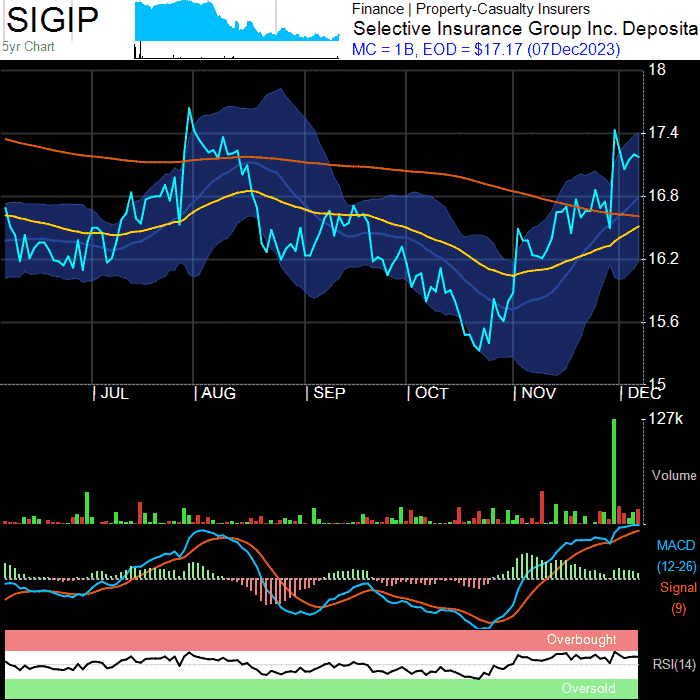 SIGIP
5yr Chart
Finance | Property-Casualty Insurers
Selective Insurance Group Inc. Deposita
MC = 1B, EOD = $17.17 (07Dec2023)
18
17.4
16.8
16.2
15.6
15
| JUL | AUG | SEP | OCT | NOV | DEC
127k
Volume
MACD
(12-26)
Signal
(9)
Overbought
RSI(14)
Oversold